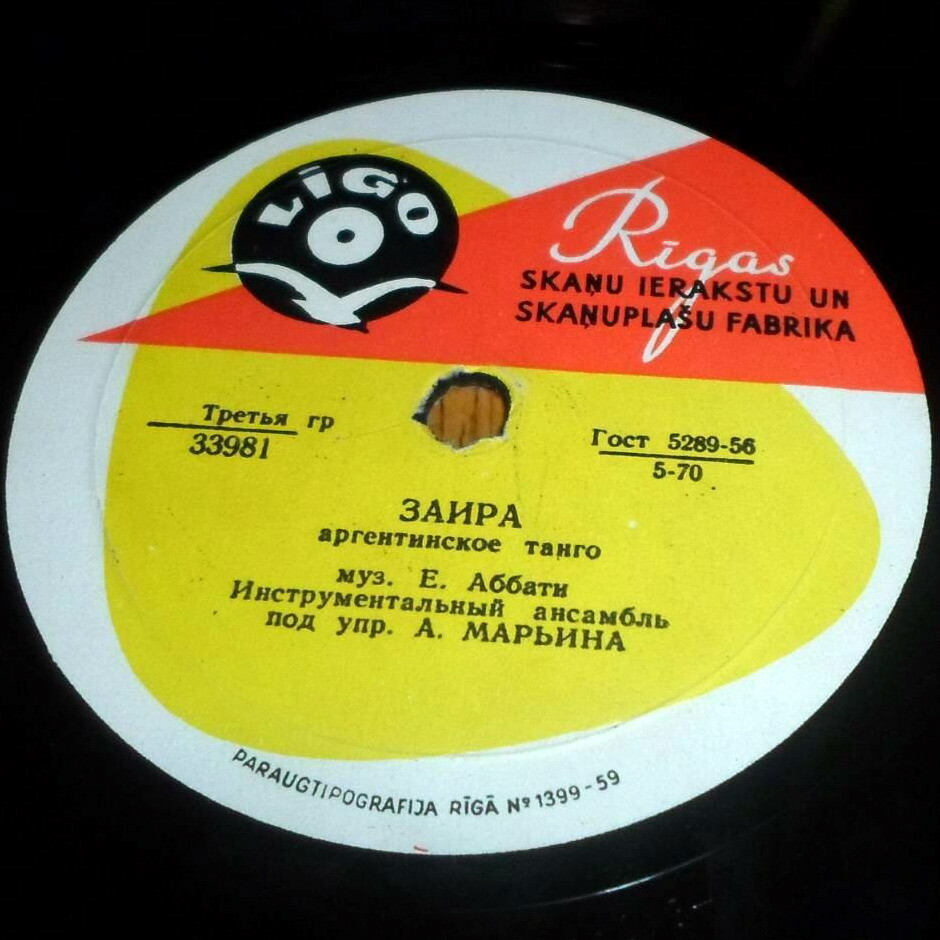 LĪGO
Rīgas
SKAŅU IERAKSTU UN
SKAŅUPLAŠU FABRIKA
Третья гр
33981
Гост 5289-56
5-70
ЗАИРА
аргентинское танго
муз. Е. Аббати
Инструментальный ансамбль
под упр. А. МАРЬИНА
PARAUGTIPOGRAFIJA RĪGĀ Nº 1399-59